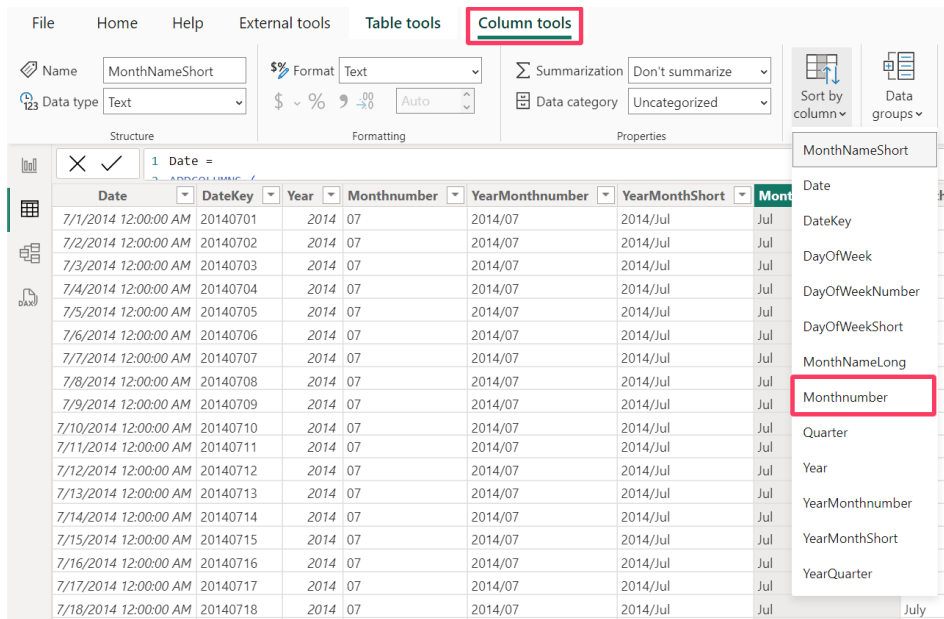 File Home Help External tools Table tools Column tools
Name MonthNameShort $% Format Text Summarization Don't summarize Sort by column Data groups
Data type Text $ % 9 .00 Auto Data category Uncategorized
Structure Formatting Properties
MonthNameShort
Date
DateKey
DayOfWeek
DayOfWeekNumber
DayOfWeekShort
MonthNameLong
Monthnumber
Quarter
Year
YearMonthnumber
YearMonthShort
YearQuarter
1 Date =
2 ADDCOLUMNS (
Date DateKey Year Monthnumber YearMonthnumber YearMonthShort Mont
7/1/2014 12:00:00 AM 20140701 2014 07 2014/07 2014/Jul Jul
7/2/2014 12:00:00 AM 20140702 2014 07 2014/07 2014/Jul Jul
7/3/2014 12:00:00 AM 20140703 2014 07 2014/07 2014/Jul Jul
7/4/2014 12:00:00 AM 20140704 2014 07 2014/07 2014/Jul Jul
7/5/2014 12:00:00 AM 20140705 2014 07 2014/07 2014/Jul Jul
7/6/2014 12:00:00 AM 20140706 2014 07 2014/07 2014/Jul Jul
7/7/2014 12:00:00 AM 20140707 2014 07 2014/07 2014/Jul Jul
7/8/2014 12:00:00 AM 20140708 2014 07 2014/07 2014/Jul Jul
7/9/2014 12:00:00 AM 20140709 2014 07 2014/07 2014/Jul Jul
7/10/2014 12:00:00 AM 20140710 2014 07 2014/07 2014/Jul Jul
7/11/2014 12:00:00 AM 20140711 2014 07 2014/07 2014/Jul Jul
7/12/2014 12:00:00 AM 20140712 2014 07 2014/07 2014/Jul Jul
7/13/2014 12:00:00 AM 20140713 2014 07 2014/07 2014/Jul Jul
7/14/2014 12:00:00 AM 20140714 2014 07 2014/07 2014/Jul Jul
7/15/2014 12:00:00 AM 20140715 2014 07 2014/07 2014/Jul Jul
7/16/2014 12:00:00 AM 20140716 2014 07 2014/07 2014/Jul Jul
7/17/2014 12:00:00 AM 20140717 2014 07 2014/07 2014/Jul Jul
7/18/2014 12:00:00 AM 20140718 2014 07 2014/07 2014/Jul Jul July
DAX